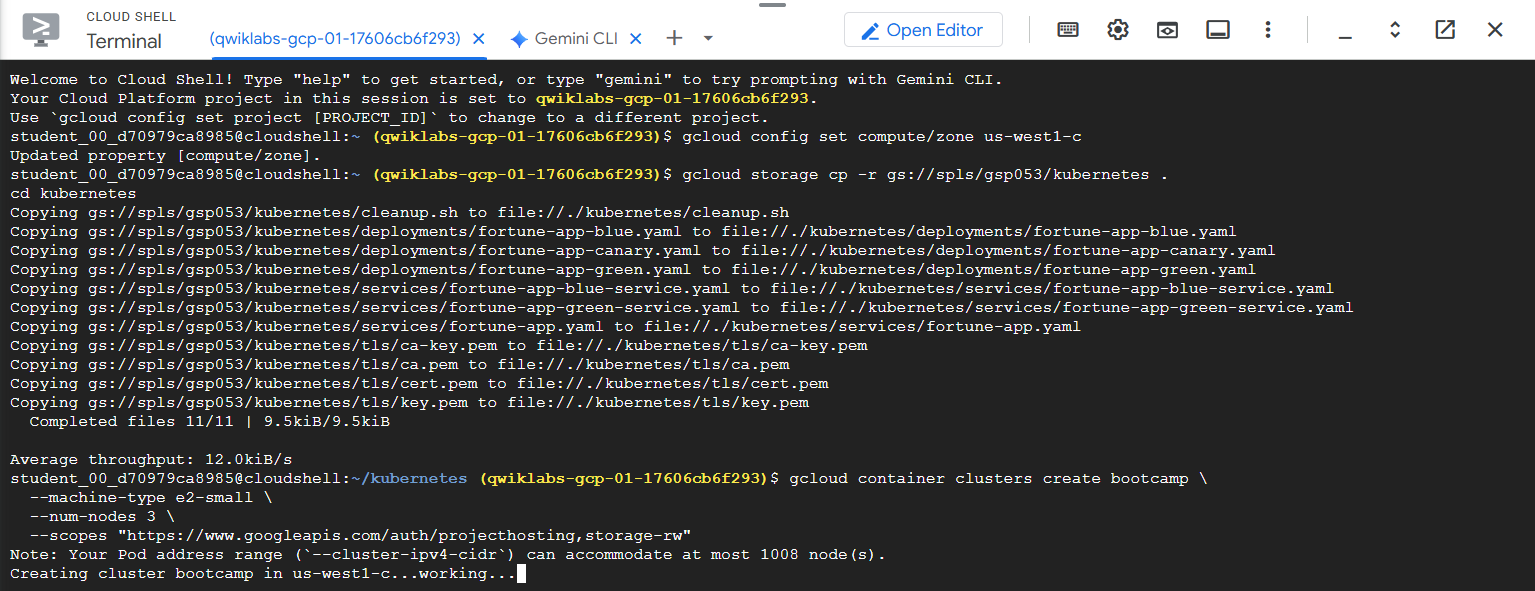 CLOUD SHELL
Terminal
(qwiklabs-gcp-01-17606cb6f293)
Gemini CLI
Open Editor
Welcome to Cloud Shell! Type "help" to get started, or type "gemini" to try prompting with Gemini CLI.
Your Cloud Platform project in this session is set to qwiklabs-gcp-01-17606cb6f293.
Use `gcloud config set project [PROJECT_ID]` to change to a different project.
student_00_d70979ca8985@cloudshell:~ (qwiklabs-gcp-01-17606cb6f293)$ gcloud config set compute/zone us-west1-c
Updated property [compute/zone].
student_00_d70979ca8985@cloudshell:~ (qwiklabs-gcp-01-17606cb6f293)$ gcloud storage cp -r gs://spls/gsp053/kubernetes .
cd kubernetes
Copying gs://spls/gsp053/kubernetes/cleanup.sh to file://./kubernetes/cleanup.sh
Copying gs://spls/gsp053/kubernetes/deployments/fortune-app-blue.yaml to file://./kubernetes/deployments/fortune-app-blue.yaml
Copying gs://spls/gsp053/kubernetes/deployments/fortune-app-canary.yaml to file://./kubernetes/deployments/fortune-app-canary.yaml
Copying gs://spls/gsp053/kubernetes/deployments/fortune-app-green.yaml to file://./kubernetes/deployments/fortune-app-green.yaml
Copying gs://spls/gsp053/kubernetes/services/fortune-app-blue-service.yaml to file://./kubernetes/services/fortune-app-blue-service.yaml
Copying gs://spls/gsp053/kubernetes/services/fortune-app-green-service.yaml to file://./kubernetes/services/fortune-app-green-service.yaml
Copying gs://spls/gsp053/kubernetes/services/fortune-app.yaml to file://./kubernetes/services/fortune-app.yaml
Copying gs://spls/gsp053/kubernetes/tls/ca-key.pem to file://./kubernetes/tls/ca-key.pem
Copying gs://spls/gsp053/kubernetes/tls/ca.pem to file://./kubernetes/tls/ca.pem
Copying gs://spls/gsp053/kubernetes/tls/cert.pem to file://./kubernetes/tls/cert.pem
Copying gs://spls/gsp053/kubernetes/tls/key.pem to file://./kubernetes/tls/key.pem
Completed files 11/11 | 9.5kiB/9.5kiB
Average throughput: 12.0kiB/s
student_00_d70979ca8985@cloudshell:~/kubernetes (qwiklabs-gcp-01-17606cb6f293)$ gcloud container clusters create bootcamp \
--machine-type e2-small \
--num-nodes 3 \
--scopes "https://www.googleapis.com/auth/projecthosting,storage-rw"
Note: Your Pod address range (`--cluster-ipv4-cidr`) can accommodate at most 1008 node(s).
Creating cluster bootcamp in us-west1-c...working...